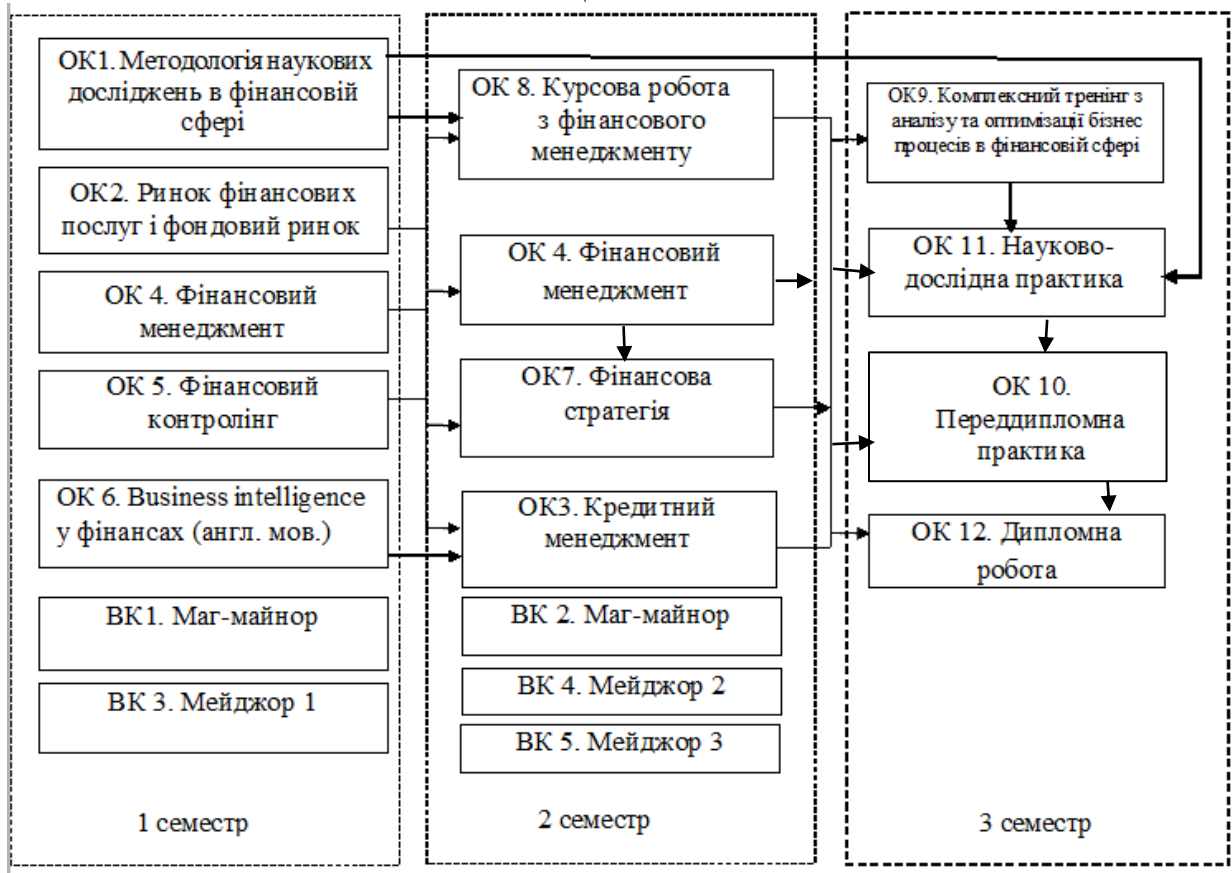 ОК1. Методологія наукових
досліджень в фінансовій
сфері
ОК2. Ринок фінансових
послуг і фондовий ринок
ОК 4. Фінансовий
менеджмент
ОК 5. Фінансовий
контролінг
ОК 6. Business intelligence
у фінансах (англ. мов.)
ВК1. Маг-майнор
ВК 3. Мейджор 1
1 семестр
ОК 8. Курсова робота
з фінансового
менеджменту
ОК 4. Фінансовий
менеджмент
ОК7. Фінансова
стратегія
ОК3. Кредитний
менеджмент
ВК 2. Маг-майнор
ВК 4. Мейджор 2
ВК 5. Мейджор 3
2 семестр
ОК9. Комплексний тренінг з
аналізу та оптимізації бізнес
процесів в фінансовій сфері
ОК 11. Науково-
дослідна практика
ОК 10.
Переддипломна
практика
ОК 12. Дипломна
робота
3 семестр